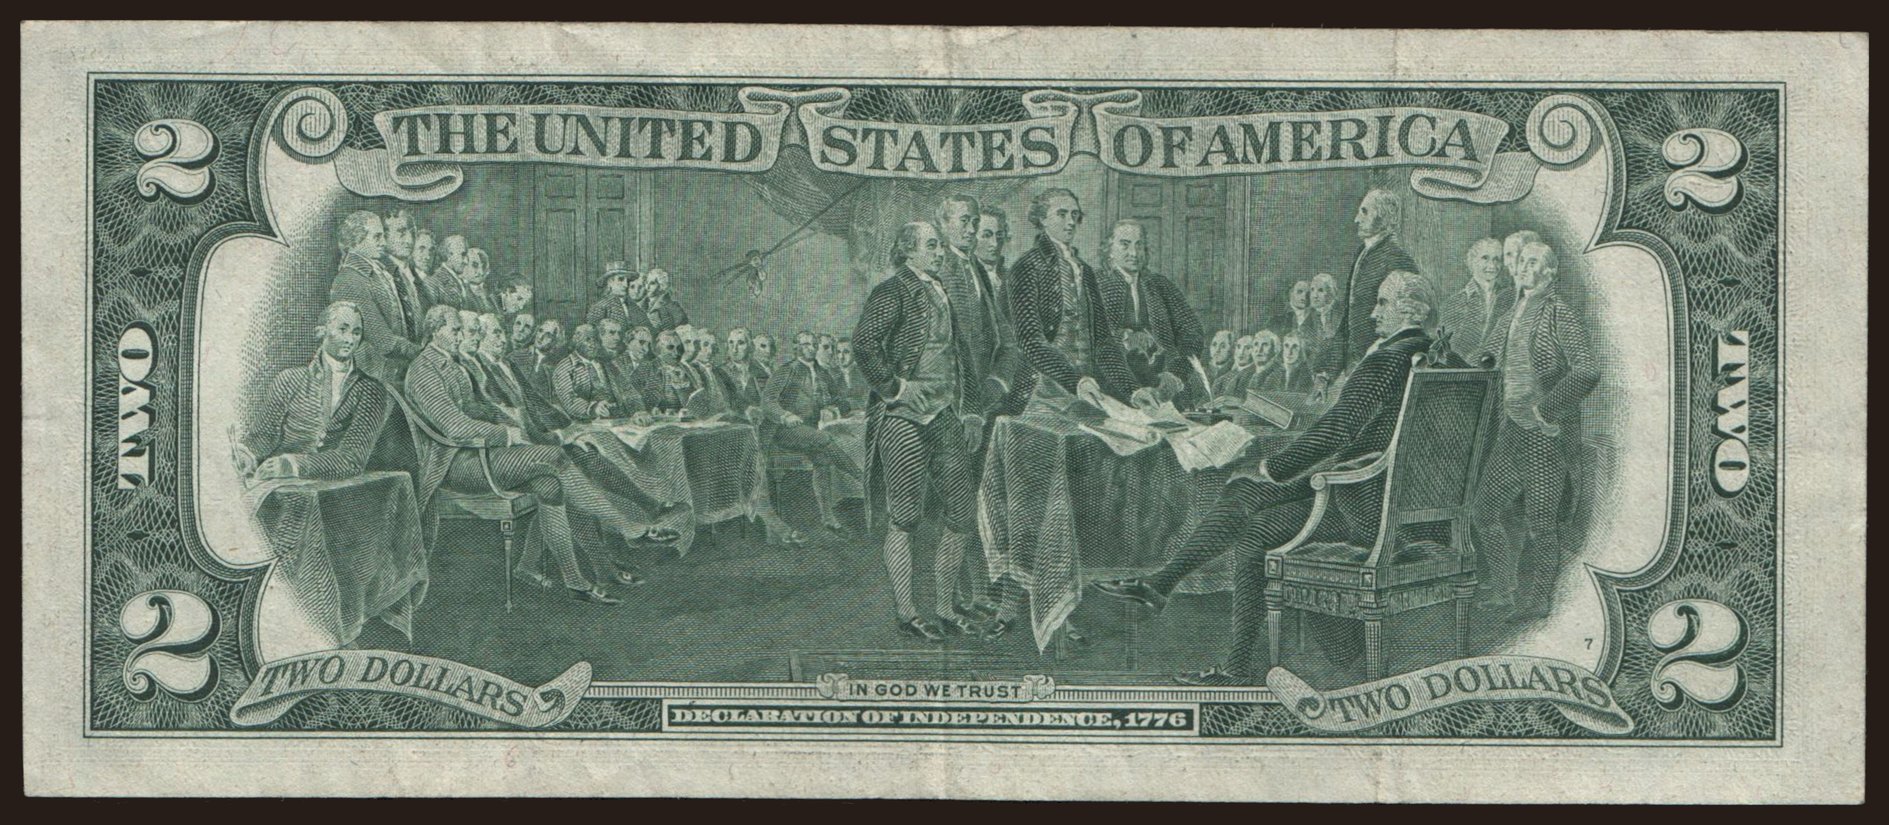 THE UNITED STATES OF AMERICA
2
2
TWO
TWO
2
2
7
TWO DOLLARS
TWO DOLLARS
IN GOD WE TRUST
DECLARATION OF INDEPENDENCE, 1776